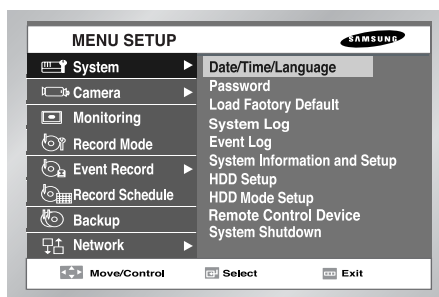 MENU SETUP
SAMSUNG
System
Camera
Monitoring
Record Mode
Event Record
Record Schedule
Backup
Network
Date/Time/Language
Password
Load Faotory Default
System Log
Event Log
System Information and Setup
HDD Setup
HDD Mode Setup
Remote Control Device
System Shutdown
Move/Control
Select
Exit